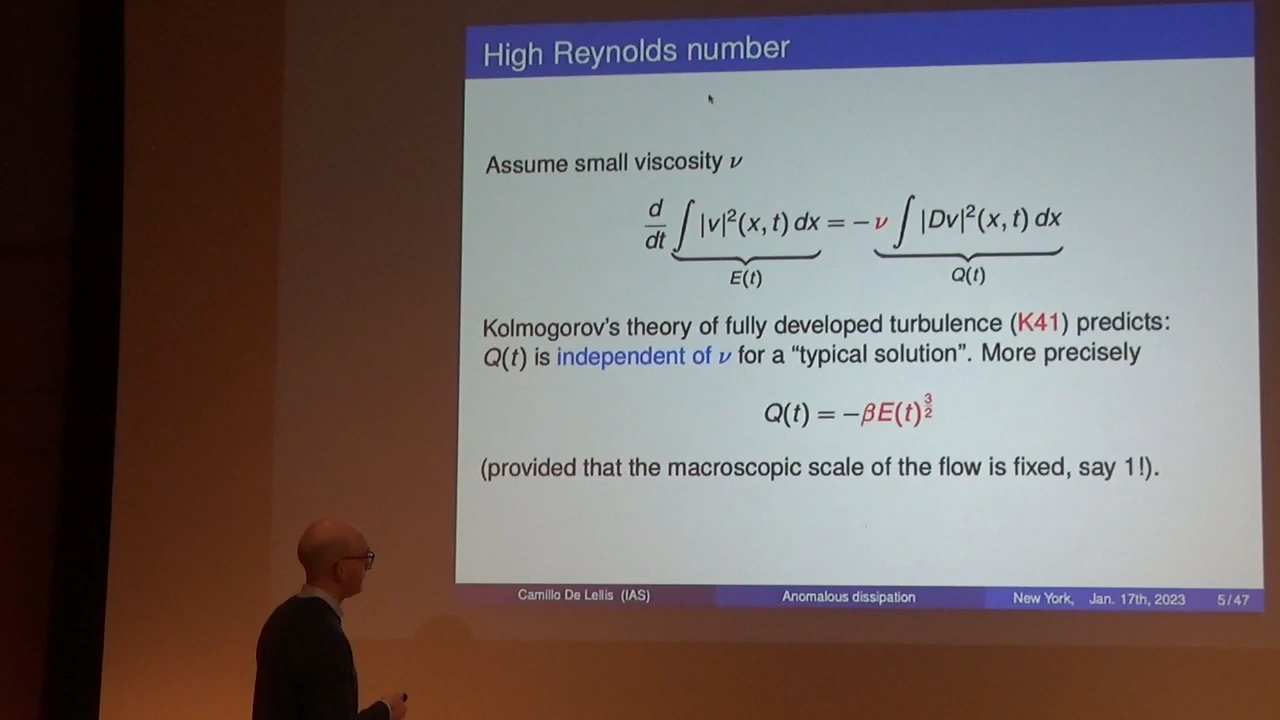 High Reynolds number
Assume small viscosity ν
d/dt ∫ |v|²(x, t) dx = −ν ∫ |Dv|²(x, t) dx
E(t) Q(t)
Kolmogorov's theory of fully developed turbulence (K41) predicts:
Q(t) is independent of ν for a “typical solution”. More precisely
Q(t) = −βE(t)^{3/2}
(provided that the macroscopic scale of the flow is fixed, say 1!).
Camillo De Lellis (IAS) Anomalous dissipation New York, Jan. 17th, 2023 5/47